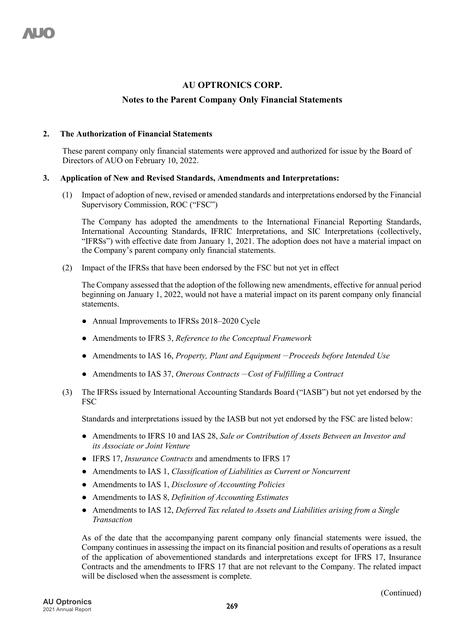 AUO
AU OPTRONICS CORP.
Notes to the Parent Company Only Financial Statements
2. The Authorization of Financial Statements
These parent company only financial statements were approved and authorized for issue by the Board of
Directors of AUO on February 10, 2022.
3. Application of New and Revised Standards, Amendments and Interpretations:
(1) Impact of adoption of new, revised or amended standards and interpretations endorsed by the Financial
Supervisory Commission, ROC (“FSC”)
The Company has adopted the amendments to the International Financial Reporting Standards,
International Accounting Standards, IFRIC Interpretations, and SIC Interpretations (collectively,
“IFRSs”) with effective date from January 1, 2021. The adoption does not have a material impact on
the Company’s parent company only financial statements.
(2) Impact of the IFRSs that have been endorsed by the FSC but not yet in effect
The Company assessed that the adoption of the following new amendments, effective for annual period
beginning on January 1, 2022, would not have a material impact on its parent company only financial
statements.
● Annual Improvements to IFRSs 2018–2020 Cycle
● Amendments to IFRS 3, Reference to the Conceptual Framework
● Amendments to IAS 16, Property, Plant and Equipment －Proceeds before Intended Use
● Amendments to IAS 37, Onerous Contracts －Cost of Fulfilling a Contract
(3) The IFRSs issued by International Accounting Standards Board (“IASB”) but not yet endorsed by the
FSC
Standards and interpretations issued by the IASB but not yet endorsed by the FSC are listed below:
● Amendments to IFRS 10 and IAS 28, Sale or Contribution of Assets Between an Investor and
its Associate or Joint Venture
● IFRS 17, Insurance Contracts and amendments to IFRS 17
● Amendments to IAS 1, Classification of Liabilities as Current or Noncurrent
● Amendments to IAS 1, Disclosure of Accounting Policies
● Amendments to IAS 8, Definition of Accounting Estimates
● Amendments to IAS 12, Deferred Tax related to Assets and Liabilities arising from a Single
Transaction
As of the date that the accompanying parent company only financial statements were issued, the
Company continues in assessing the impact on its financial position and results of operations as a result
of the application of abovementioned standards and interpretations except for IFRS 17, Insurance
Contracts and the amendments to IFRS 17 that are not relevant to the Company. The related impact
will be disclosed when the assessment is complete.
(Continued)
AU Optronics
2021 Annual Report
269